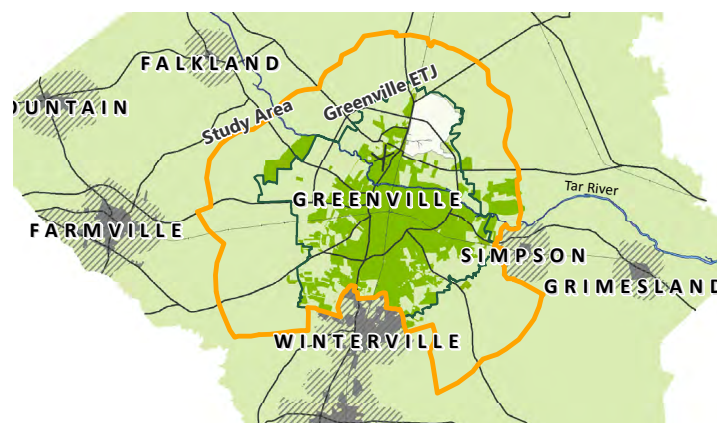 FALKLAND
OUNTAIN
Study Area
Greenville ETJ
Tar River
GREENVILLE
FARMVILLE
SIMPSON
GRIMESLAND
WINTERVILLE